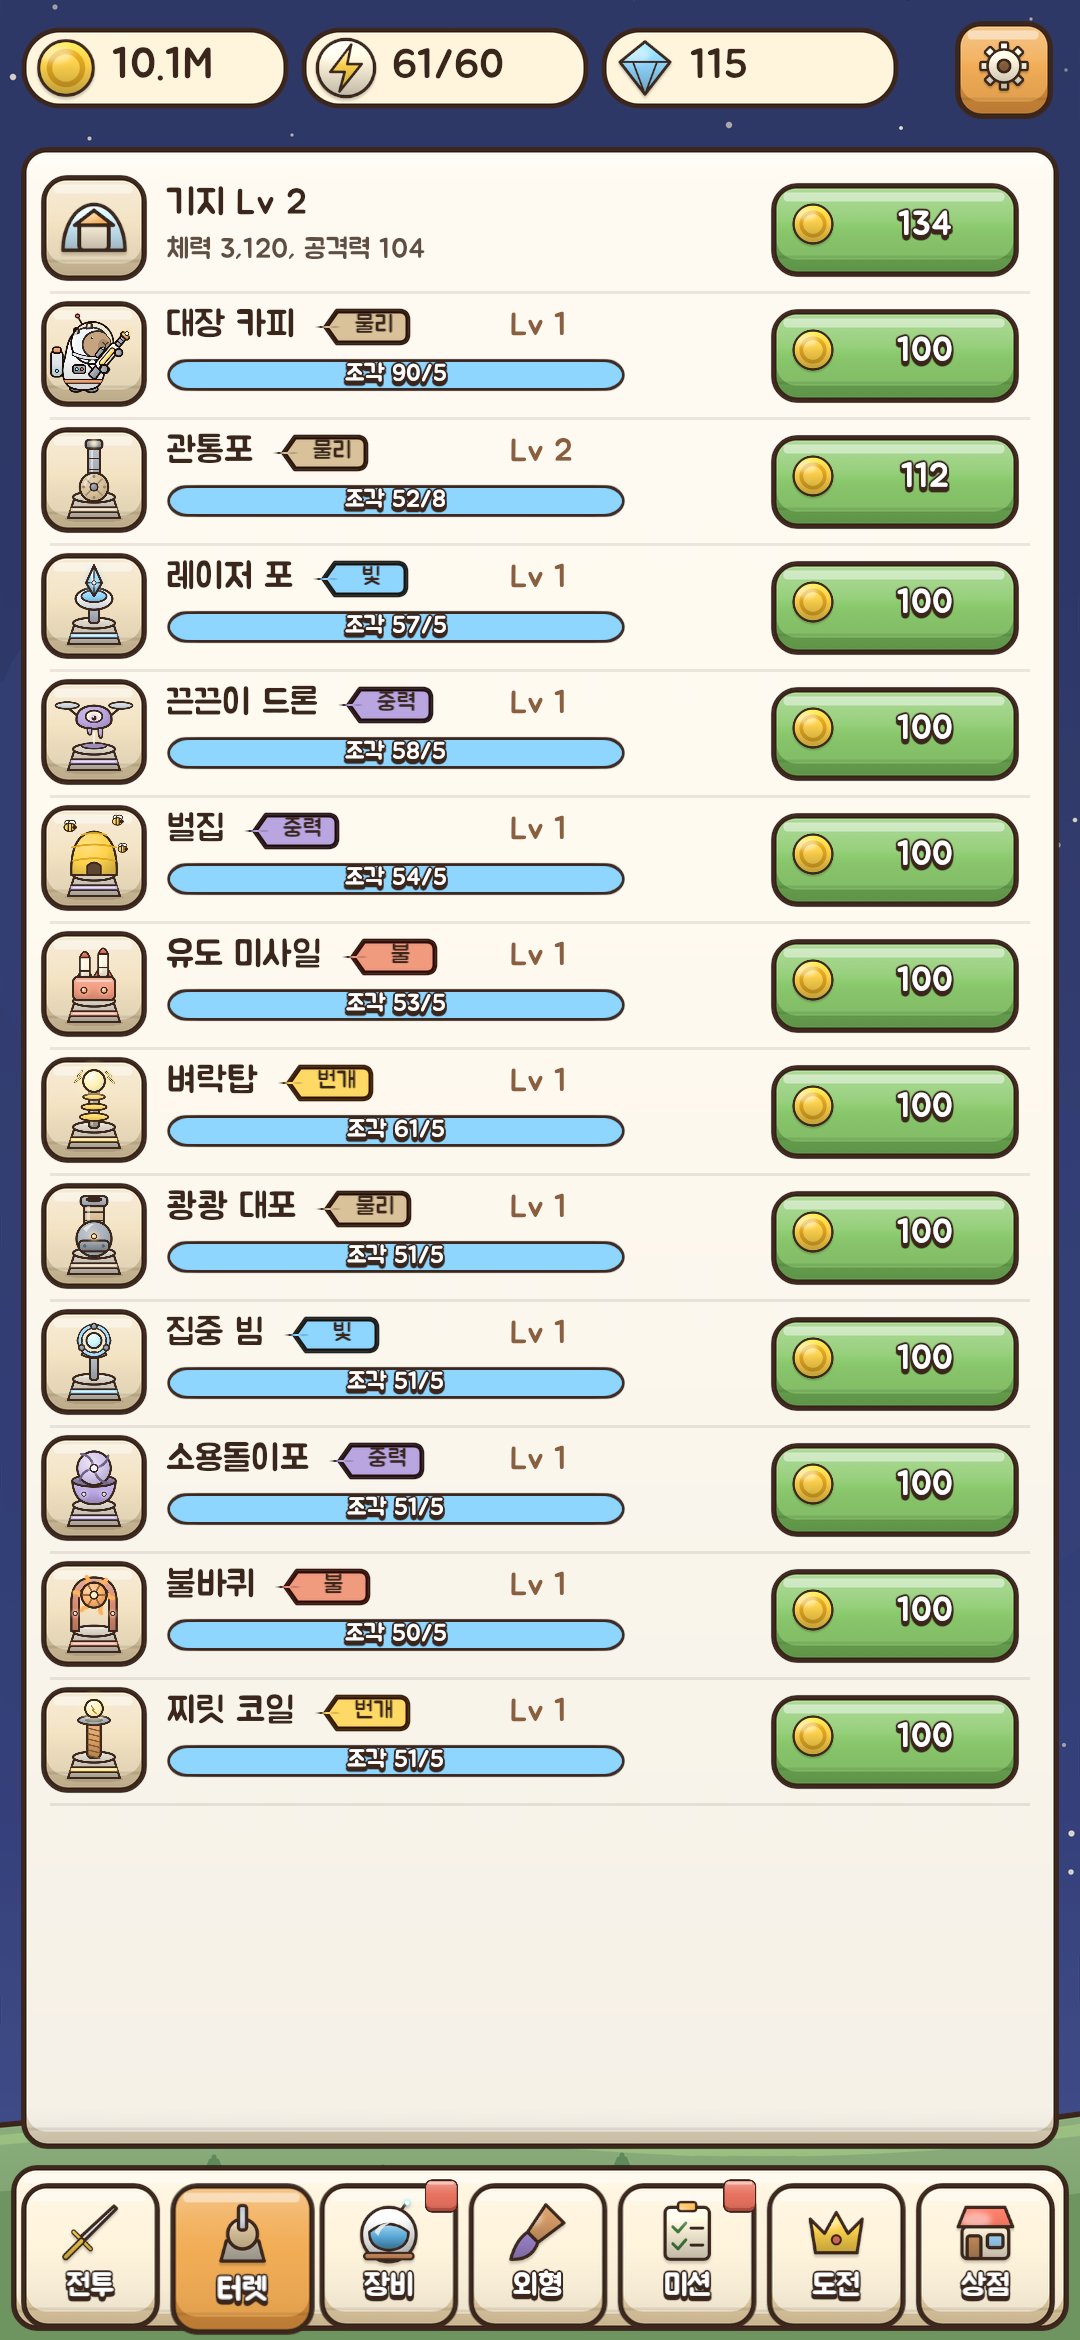 10.1M 61/60 115
기지 Lv 2
체력 3,120, 공격력 104
134
대장 카피 물리 Lv 1
조각 90/5
100
관통포 물리 Lv 2
조각 52/8
112
레이저 포 빛 Lv 1
조각 57/5
100
끈끈이 드론 중력 Lv 1
조각 58/5
100
벌집 중력 Lv 1
조각 54/5
100
유도 미사일 불 Lv 1
조각 53/5
100
벼락탑 번개 Lv 1
조각 61/5
100
쾅쾅 대포 물리 Lv 1
조각 51/5
100
집중 빔 빛 Lv 1
조각 51/5
100
소용돌이포 중력 Lv 1
조각 51/5
100
불바퀴 불 Lv 1
조각 50/5
100
찌릿 코일 번개 Lv 1
조각 51/5
100
전투 터렛 장비 외형 미션 도전 상점